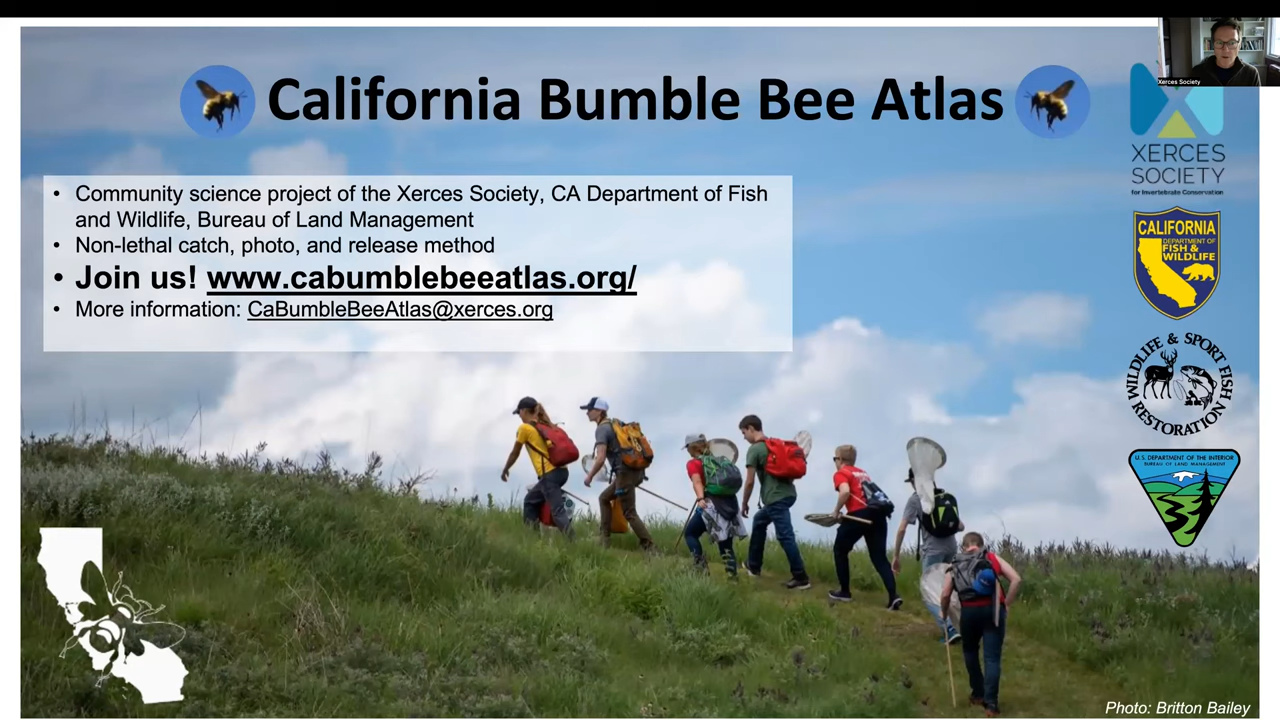 California Bumble Bee Atlas
Xerces Society
XERCES
SOCIETY
for Invertebrate Conservation
• Community science project of the Xerces Society, CA Department of Fish
and Wildlife, Bureau of Land Management
• Non-lethal catch, photo, and release method
• Join us! www.cabumblebeeatlas.org/
• More information: CaBumbleBeeAtlas@xerces.org
CALIFORNIA
DEPARTMENT OF
FISH &
WILDLIFE
WILDLIFE & SPORT FISH
RESTORATION
U.S. DEPARTMENT OF THE INTERIOR
BUREAU OF LAND MANAGEMENT
Photo: Britton Bailey